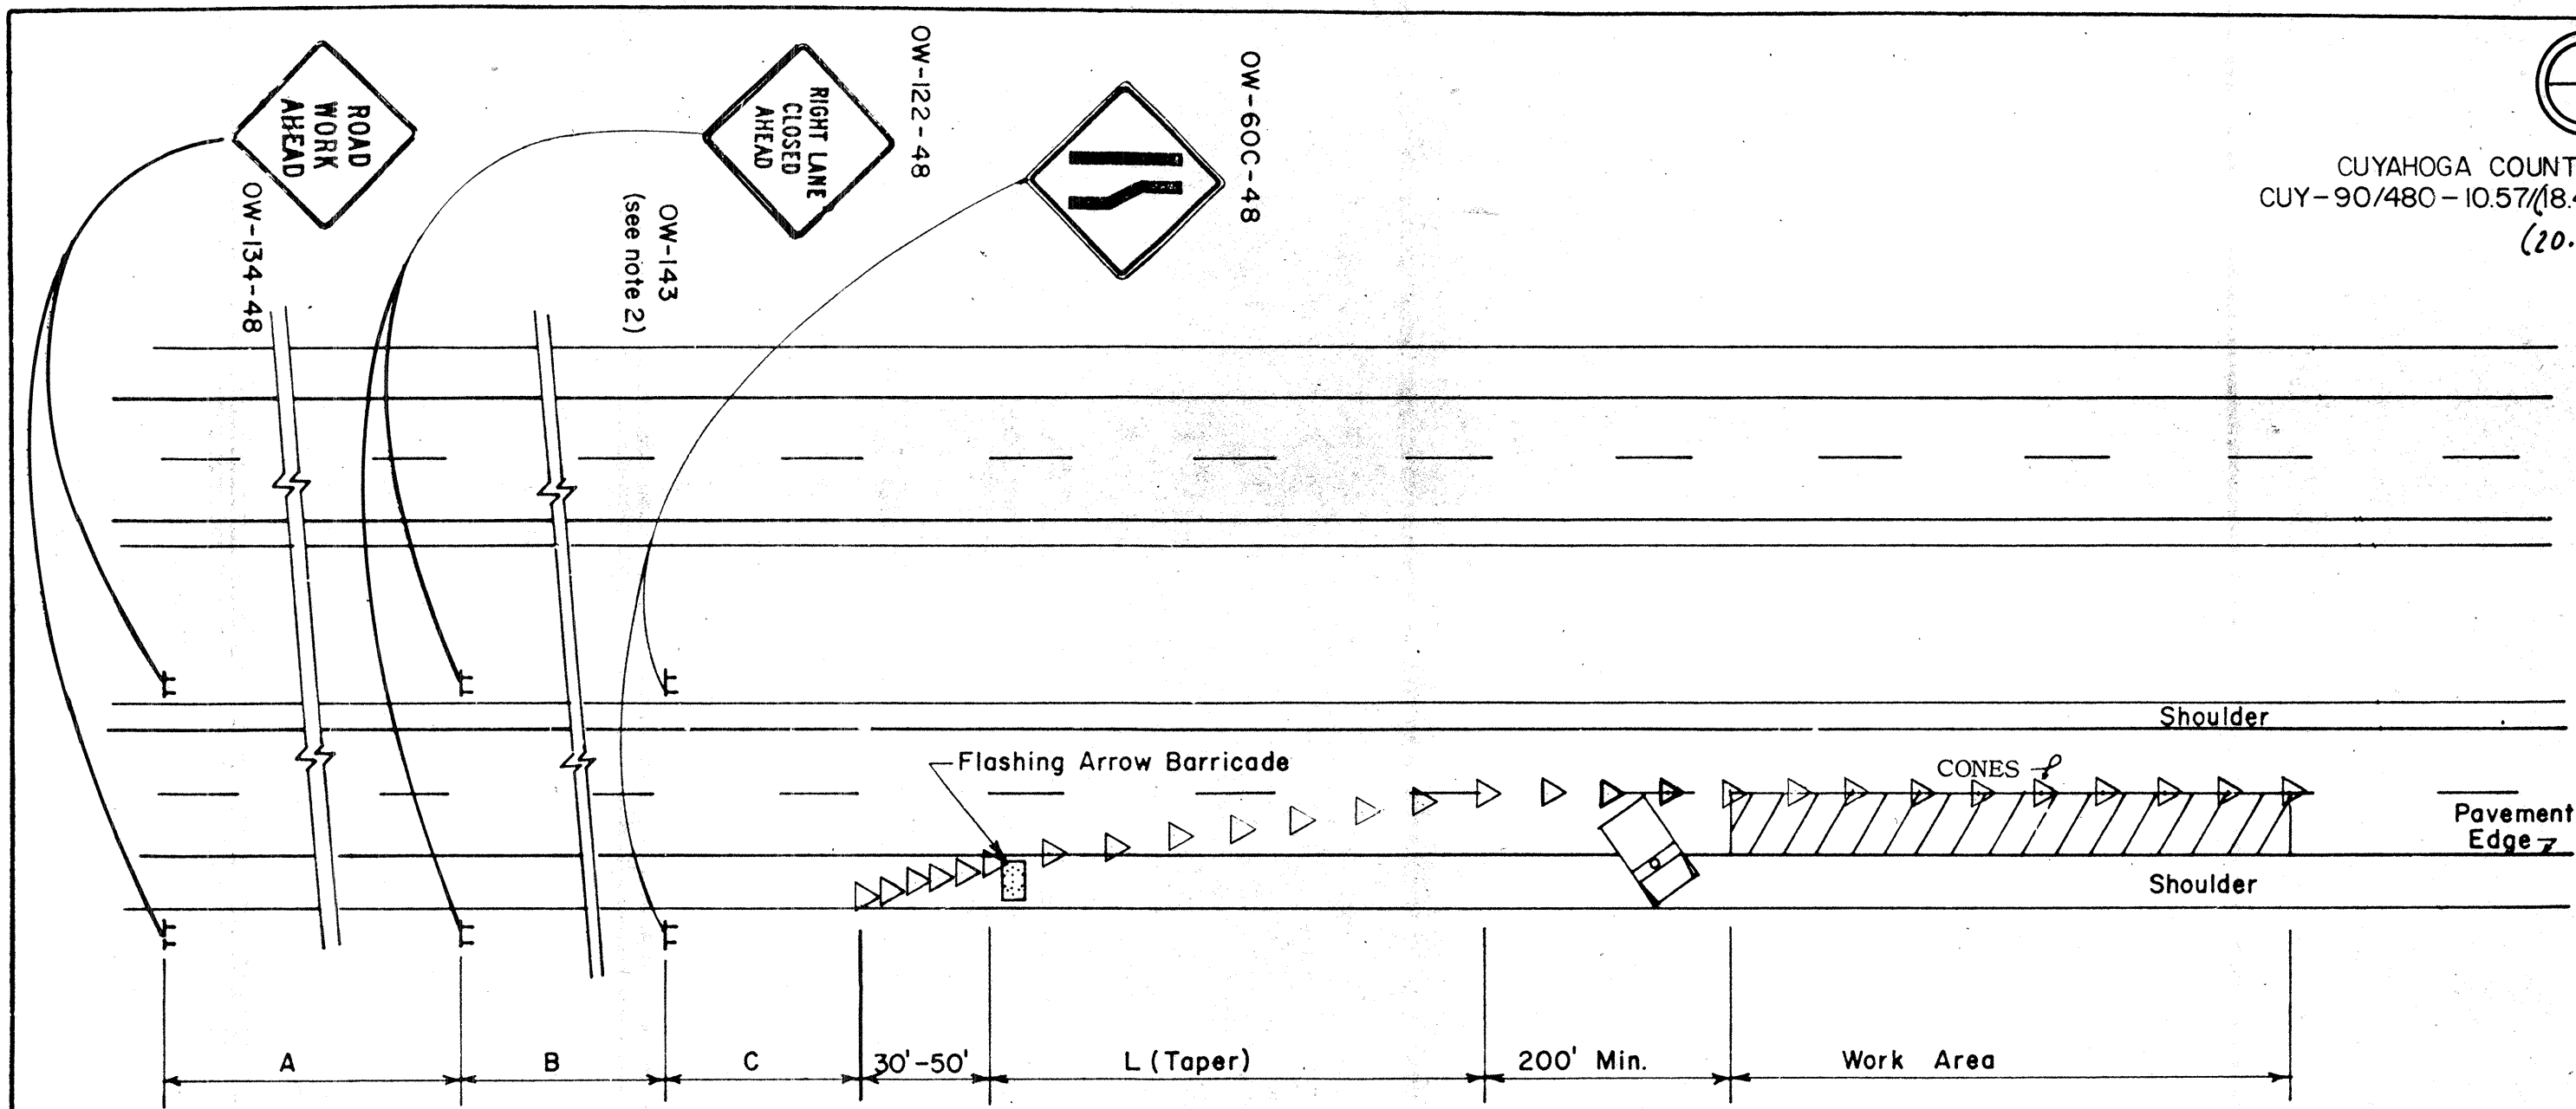 ROAD
WORK
AHEAD
OW-134-48
RIGHT LANE
CLOSED
AHEAD
OW-122-48
OW-143
(see note 2)
OW-60C-48
CUYAHOGA COUNT
CUY-90/480-10.57/(18.4
(20.
Shoulder
Flashing Arrow Barricade
CONES
Pavement
Edge
Shoulder
A
B
C
30'-50'
L (Taper)
200' Min.
Work Area